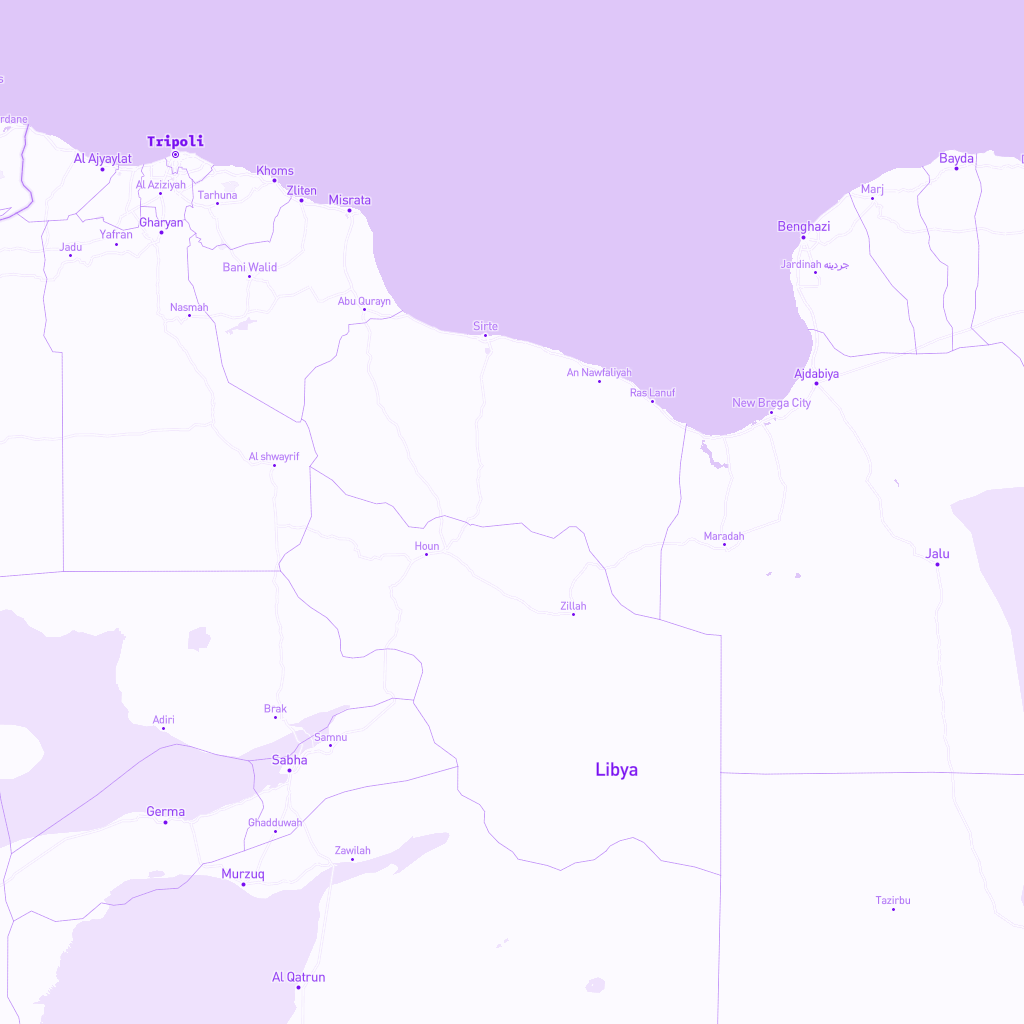 rdane
Tripoli
Al Ajyaylat
Bayda
Khoms
Al Aziziyah
Tarhuna
Zliten
Marj
Misrata
Gharyan
Benghazi
Yafran
Jadu
Bani Walid
Jardinah جردينه
Nasmah
Abu Qurayn
Sirte
An Nawfaliyah
Ajdabiya
Ras Lanuf
New Brega City
Al shwayrif
Maradah
Houn
Jalu
Zillah
Brak
Adiri
Samnu
Sabha
Libya
Germa
Ghadduwah
Zawilah
Murzuq
Tazirbu
Al Qatrun